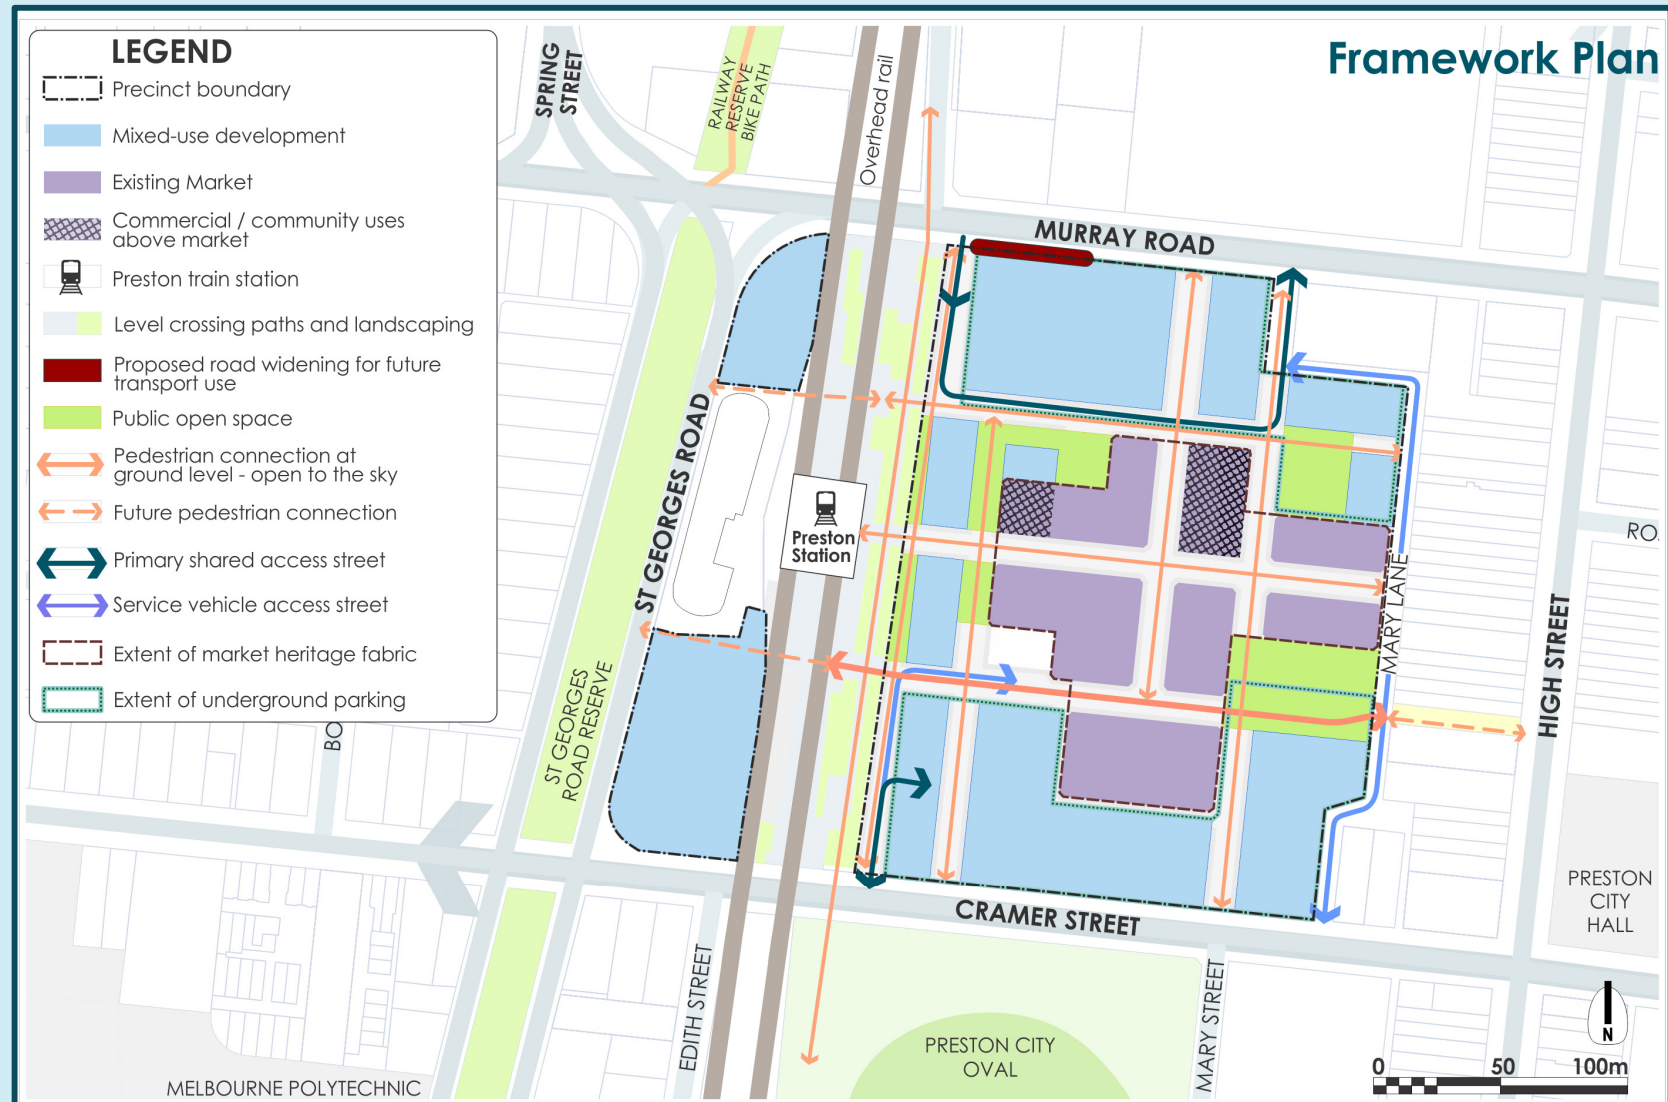 Framework Plan
LEGEND
Precinct boundary
Mixed-use development
Existing Market
Commercial / community uses
above market
Preston train station
Level crossing paths and landscaping
Proposed road widening for future
transport use
Public open space
Pedestrian connection at
ground level - open to the sky
Future pedestrian connection
Primary shared access street
Service vehicle access street
Extent of market heritage fabric
Extent of underground parking
SPRING
STREET
RAILWAY
RESERVE
BIKE PATH
Overhead rail
MURRAY ROAD
ST GEORGES ROAD
Preston
Station
RO
MARY LANE
HIGH STREET
ST GEORGES
ROAD RESERVE
BO
CRAMER STREET
PRESTON
CITY
HALL
EDITH STREET
MARY STREET
PRESTON CITY
OVAL
MELBOURNE POLYTECHNIC
N
0 50 100m